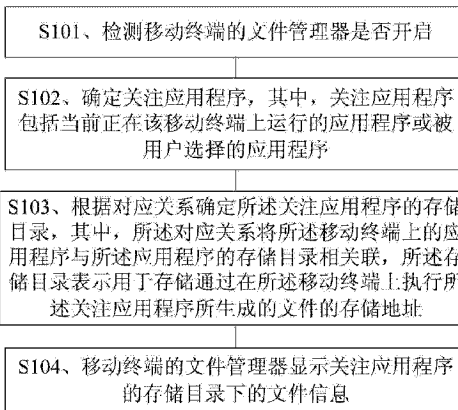 S101、检测移动终端的文件管理器是否开启
S102、确定关注应用程序，其中，关注应用程序
包括当前正在该移动终端上运行的应用程序或被
用户选择的应用程序
S103、根据对应关系确定所述关注应用程序的存储
目录，其中，所述对应关系将所述移动终端上的应
用程序与所述应用程序的存储目录相关联，所述存
储目录表示用于存储通过在所述移动终端上执行所
述关注应用程序所生成的文件的存储地址
S104、移动终端的文件管理器显示关注应用程序
的存储目录下的文件信息